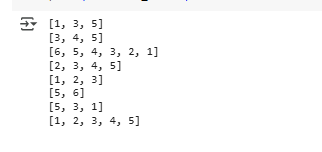 [1, 3, 5]
[3, 4, 5]
[6, 5, 4, 3, 2, 1]
[2, 3, 4, 5]
[1, 2, 3]
[5, 6]
[5, 3, 1]
[1, 2, 3, 4, 5]